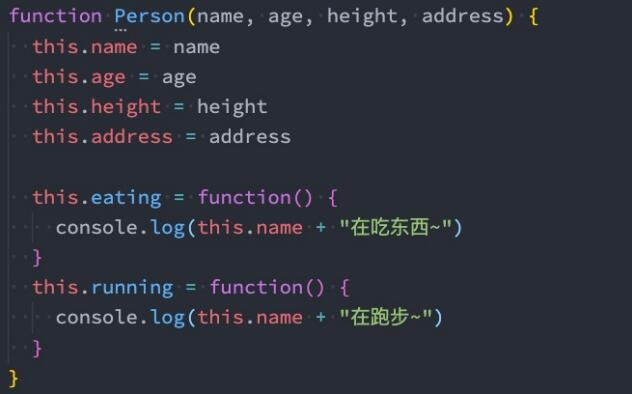 function Person(name, age, height, address) {
  this.name = name
  this.age = age
  this.height = height
  this.address = address

  this.eating = function() {
    console.log(this.name + "在吃东西~")
  }
  this.running = function() {
    console.log(this.name + "在跑步~")
  }
}